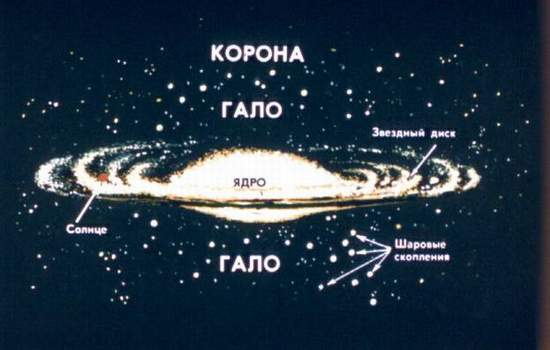 КОРОНА
ГАЛО
Звездный диск
ЯДРО
Солнце
ГАЛО
Шаровые
скопления